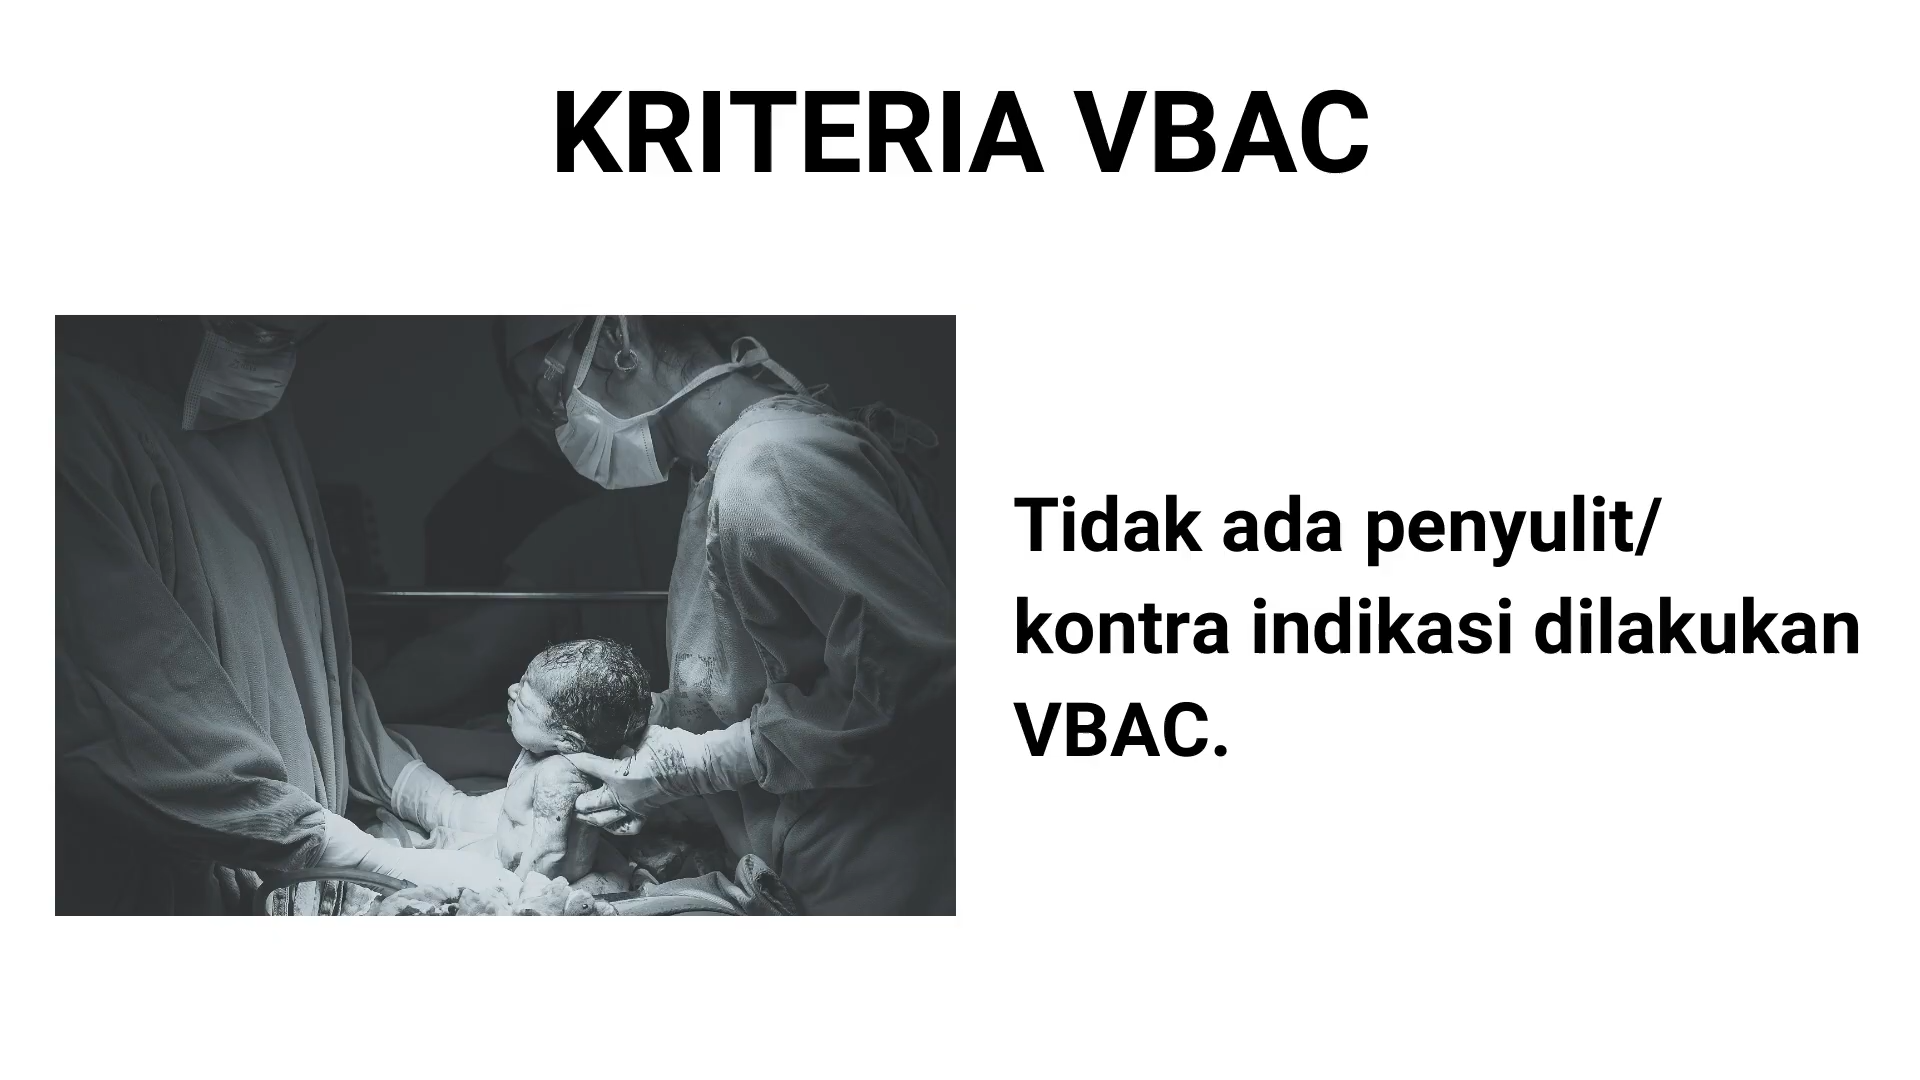 KRITERIA VBAC
Tidak ada penyulit/
kontra indikasi dilakukan
VBAC.